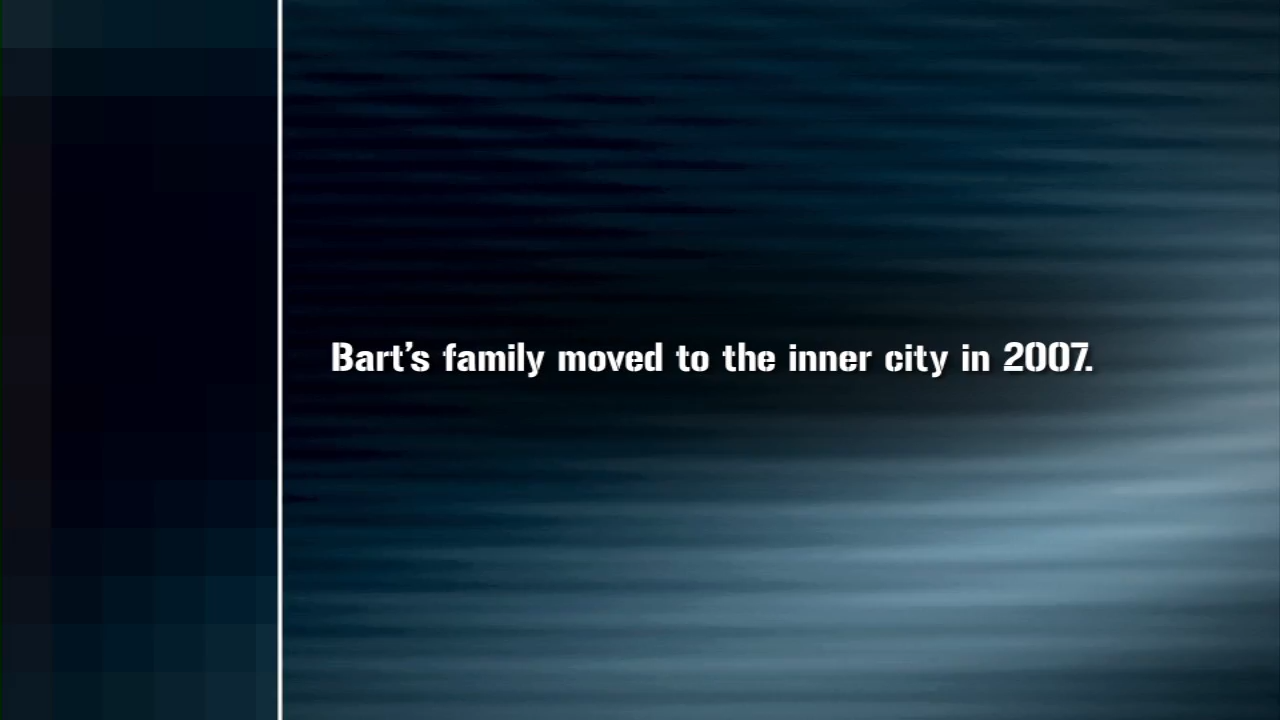 Bart’s family moved to the inner city in 2007.